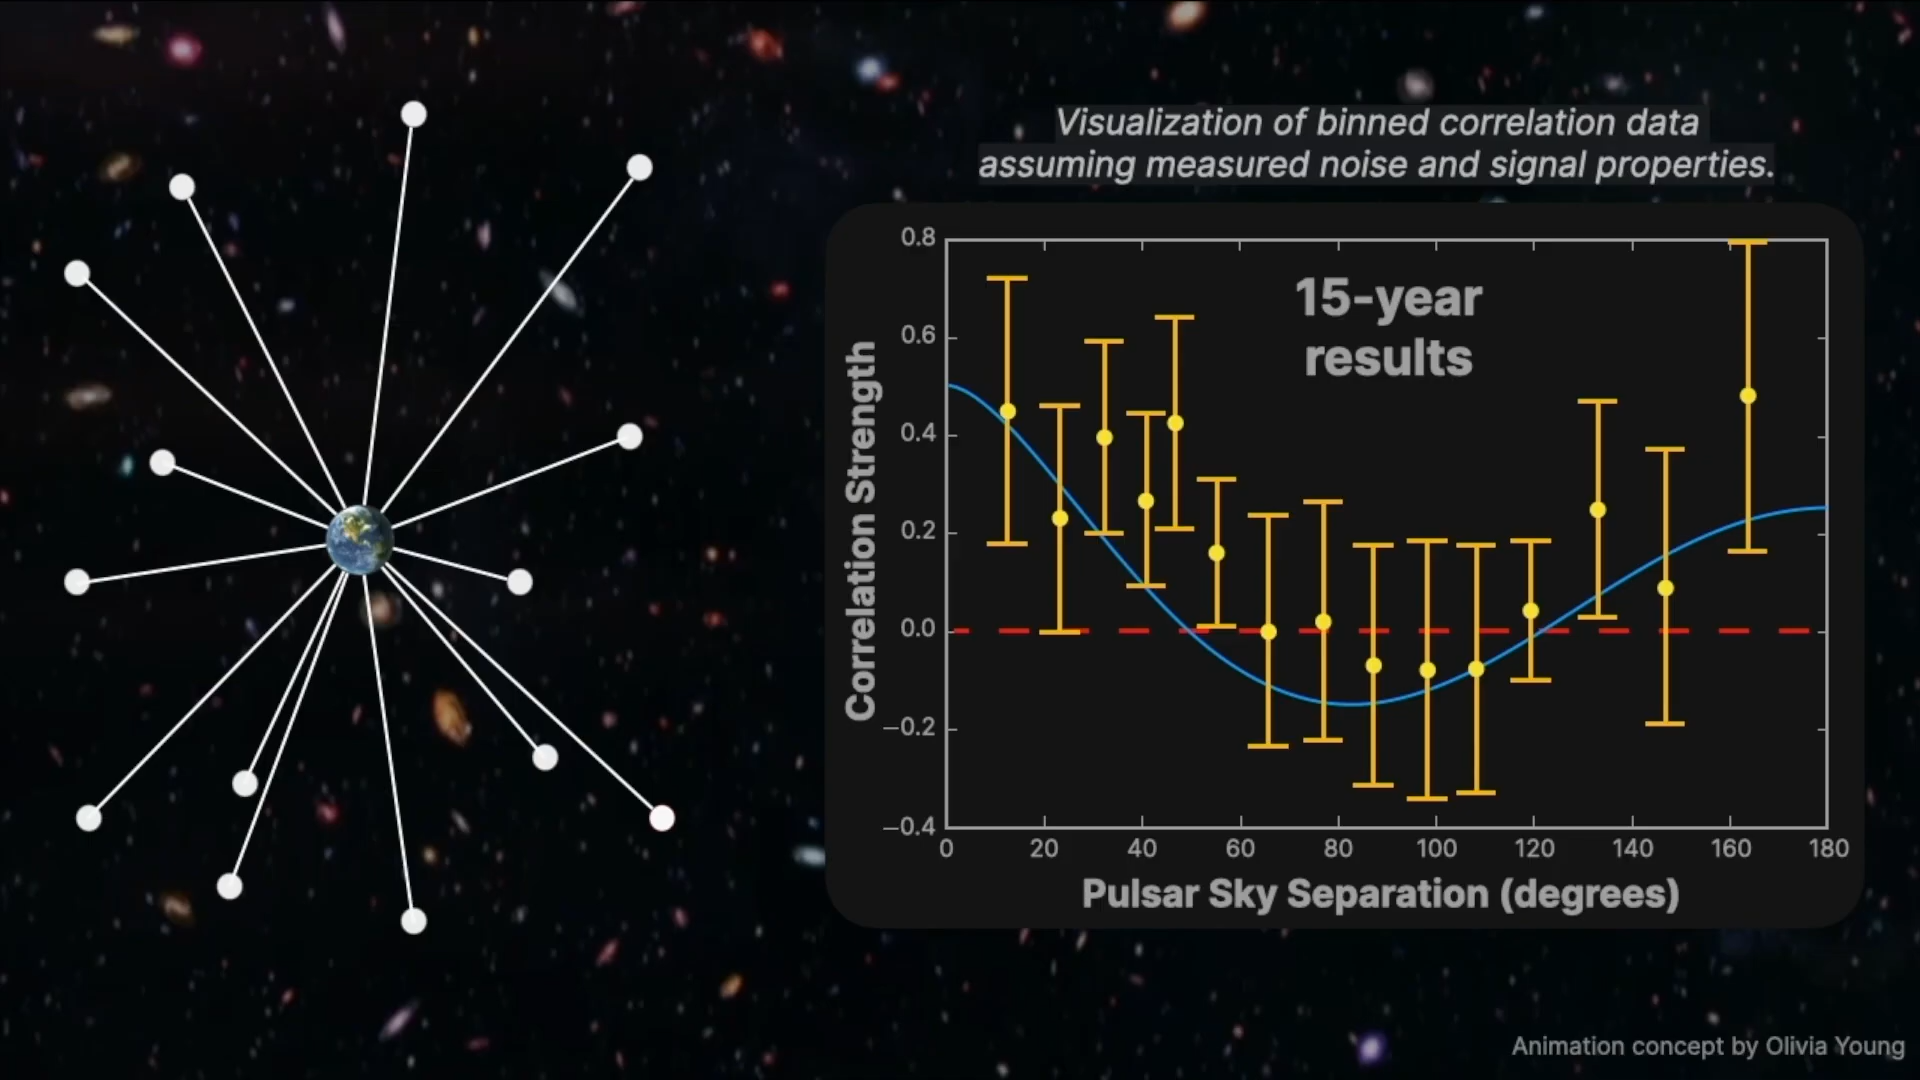 Visualization of binned correlation data
assuming measured noise and signal properties.
15-year
results
Correlation Strength
0.8
0.6
0.4
0.2
0.0
−0.2
−0.4
0 20 40 60 80 100 120 140 160 180
Pulsar Sky Separation (degrees)
Animation concept by Olivia Young